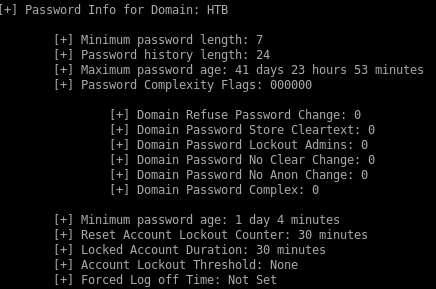 [+] Password Info for Domain: HTB
[+] Minimum password length: 7
[+] Password history length: 24
[+] Maximum password age: 41 days 23 hours 53 minutes
[+] Password Complexity Flags: 000000
[+] Domain Refuse Password Change: 0
[+] Domain Password Store Cleartext: 0
[+] Domain Password Lockout Admins: 0
[+] Domain Password No Clear Change: 0
[+] Domain Password No Anon Change: 0
[+] Domain Password Complex: 0
[+] Minimum password age: 1 day 4 minutes
[+] Reset Account Lockout Counter: 30 minutes
[+] Locked Account Duration: 30 minutes
[+] Account Lockout Threshold: None
[+] Forced Log off Time: Not Set